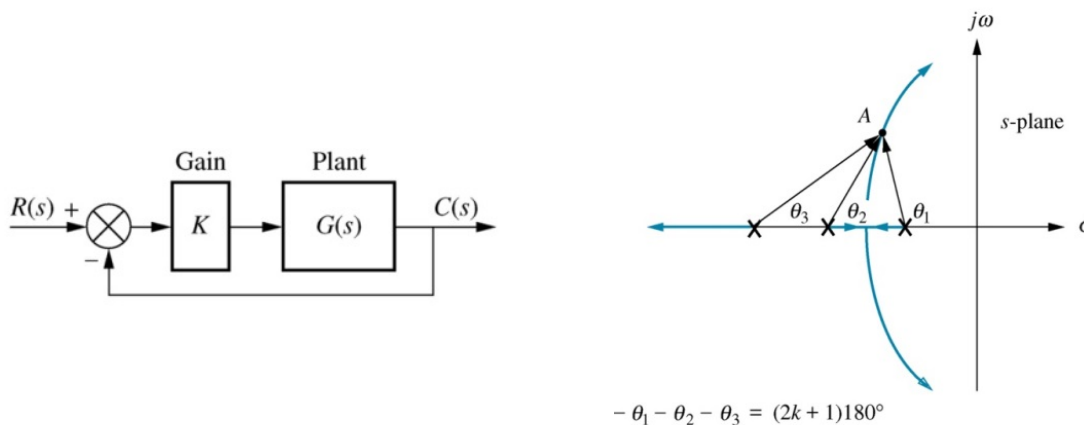 Gain
Plant
R(s) +
K
G(s)
C(s)
−
jω
A
s-plane
θ₃
θ₂
θ₁
− θ₁ − θ₂ − θ₃ = (2k + 1)180°